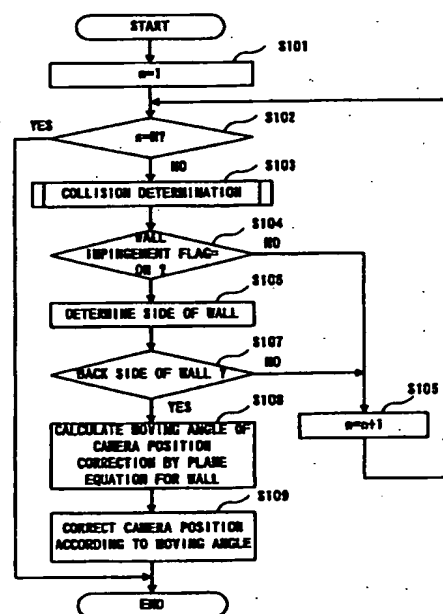 START
S101
n=1
S102
YES
n=N?
NO
S103
COLLISION DETERMINATION
S104
WALL
IMPINGEMENT FLAG=
ON ?
NO
S106
DETERMINE SIDE OF WALL
S107
BACK SIDE OF WALL ?
NO
YES
S105
n=n+1
S108
CALCULATE MOVING ANGLE OF
CAMERA POSITION
CORRECTION BY PLANE
EQUATION FOR WALL
S109
CORRECT CAMERA POSITION
ACCORDING TO MOVING ANGLE
END